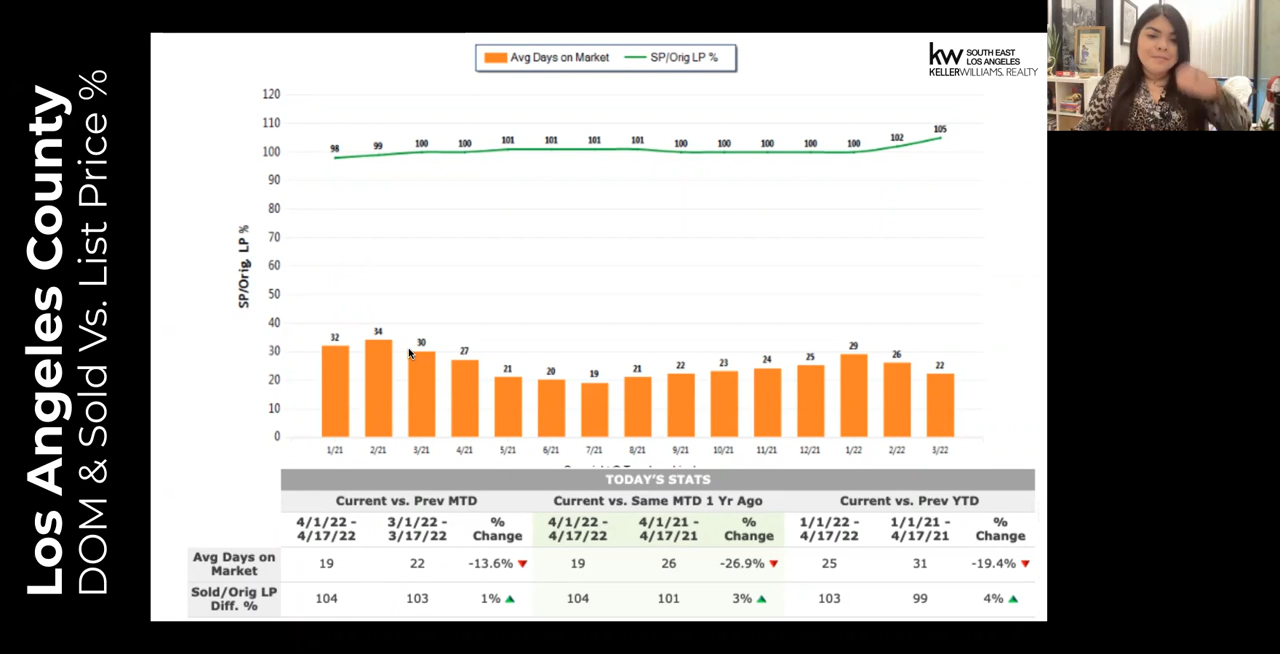 Los Angeles County
DOM & Sold Vs. List Price %
Avg Days on Market SP/Orig LP %
kw SOUTH EAST
LOS ANGELES
KELLERWILLIAMS. REALTY
120
110
100
90
80
70
60
50
40
30
20
10
0
SP/Orig. LP %
98 99 100 100 101 101 101 101 100 100 100 100 100 102 105
32 34 30 27 21 20 19 21 22 23 24 25 29 26 22
1/21 2/21 3/21 4/21 5/21 6/21 7/21 8/21 9/21 10/21 11/21 12/21 1/22 2/22 3/22
TODAY'S STATS
Current vs. Prev MTD Current vs. Same MTD 1 Yr Ago Current vs. Prev YTD
4/1/22 - 3/1/22 - % 4/1/22 - 4/1/21 - % 1/1/22 - 1/1/21 - %
4/17/22 3/17/22 Change 4/17/22 4/17/21 Change 4/17/22 4/17/21 Change
Avg Days on
Market 19 22 -13.6% 19 26 -26.9% 25 31 -19.4%
Sold/Orig LP
Diff. % 104 103 1% 104 101 3% 103 99 4%